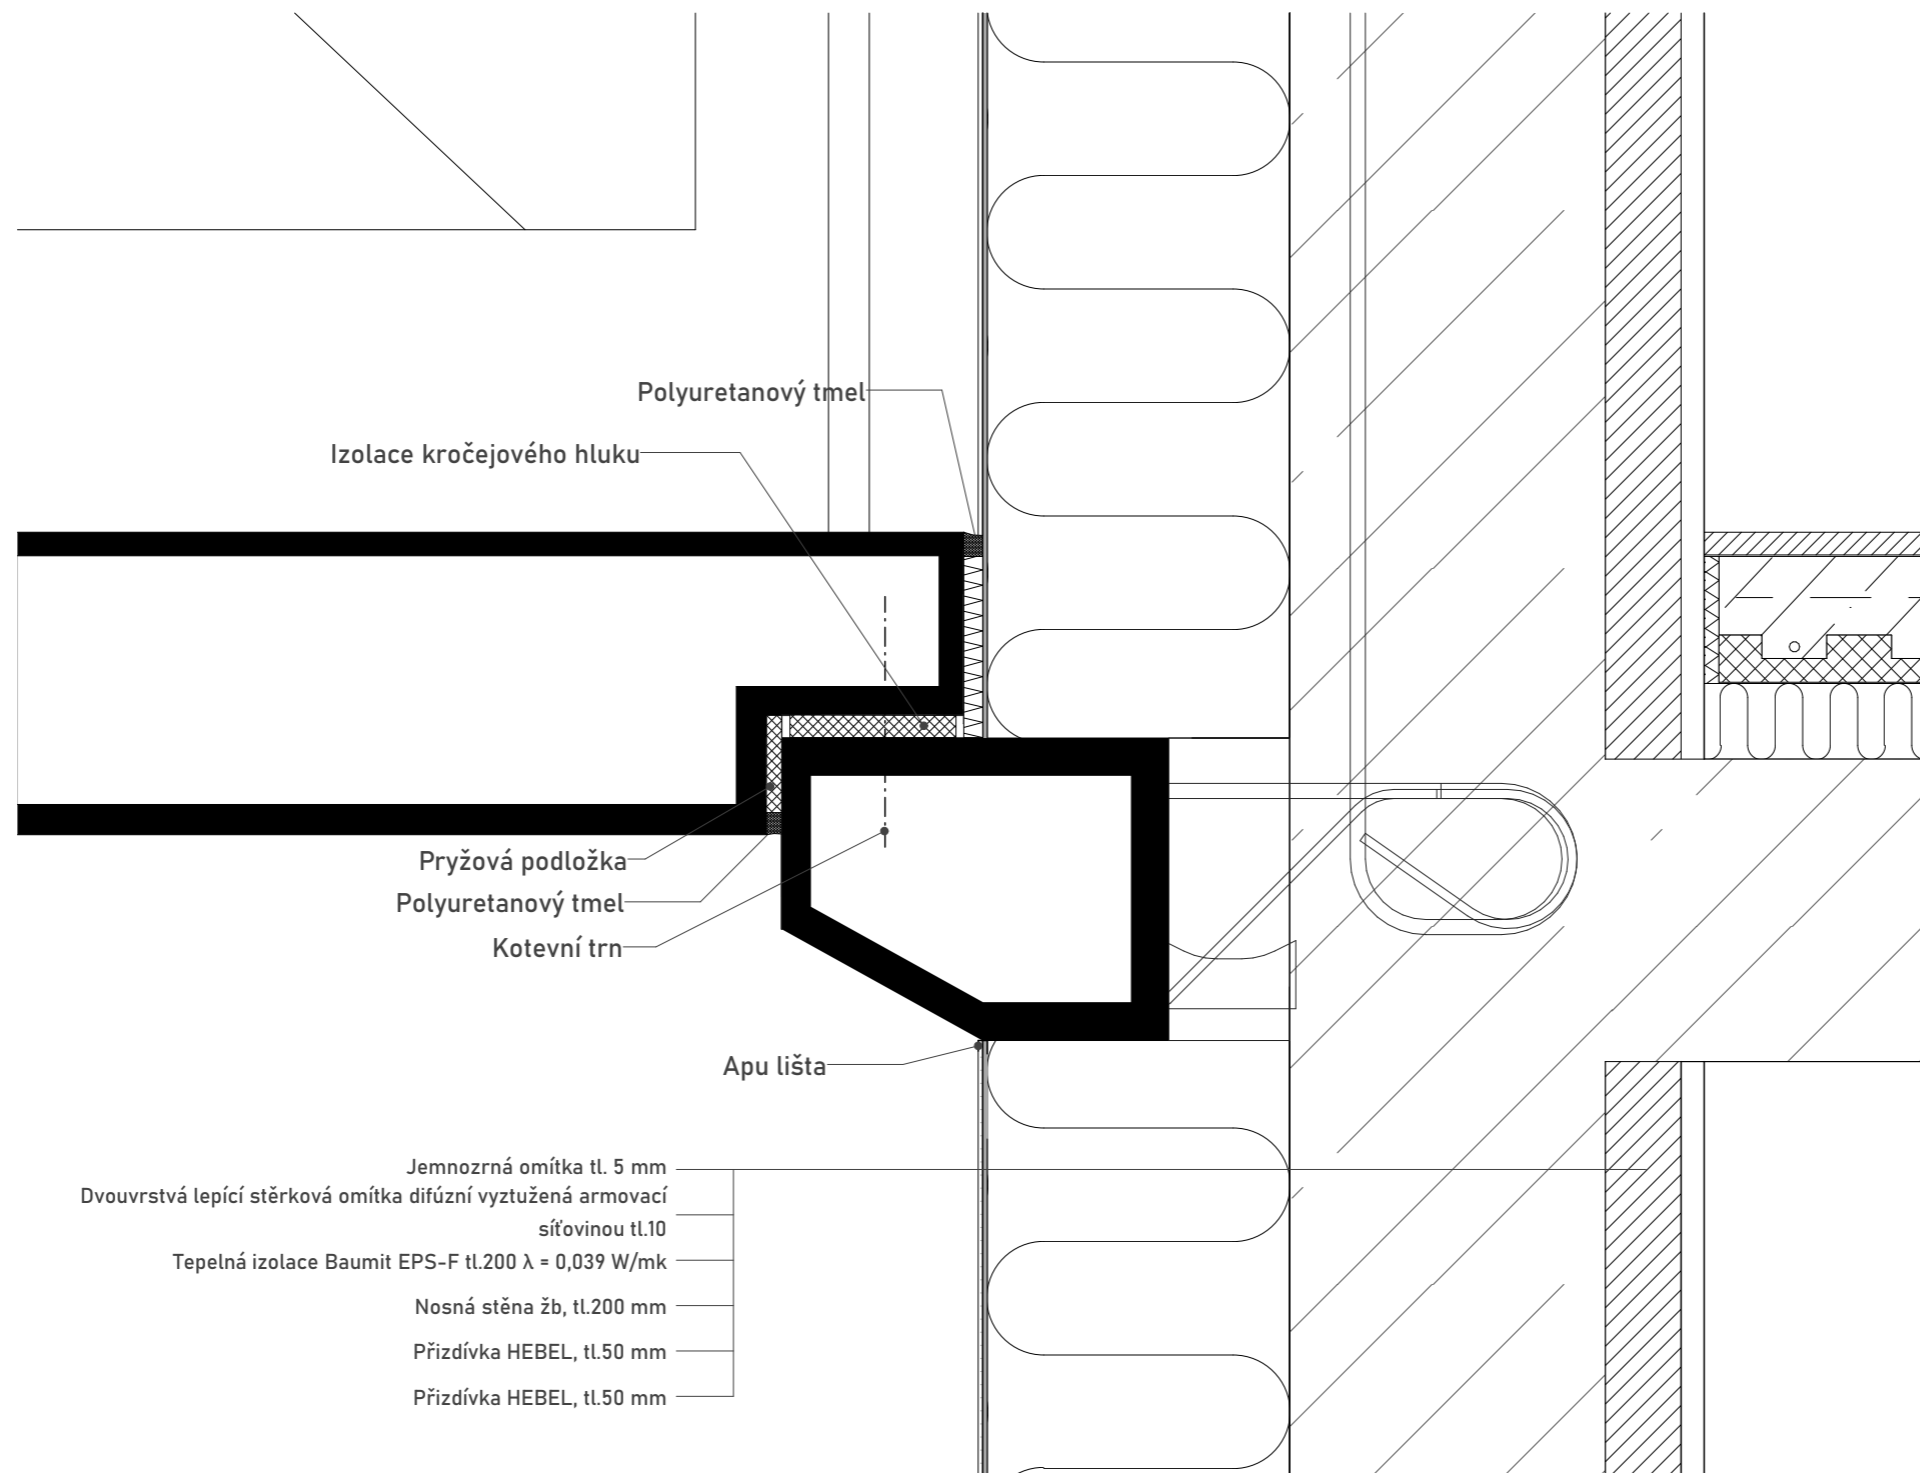 Polyuretanový tmel
Izolace kročejového hluku
Pryžová podložka
Polyuretanový tmel
Kotevní trn
Apu lišta
Jemnozrná omítka tl. 5 mm
Dvouvrstvá lepící stěrková omítka difúzní vyztužená armovací
síťovinou tl.10
Tepelná izolace Baumit EPS-F tl.200 λ = 0,039 W/mk
Nosná stěna žb, tl.200 mm
Přizdívka HEBEL, tl.50 mm
Přizdívka HEBEL, tl.50 mm